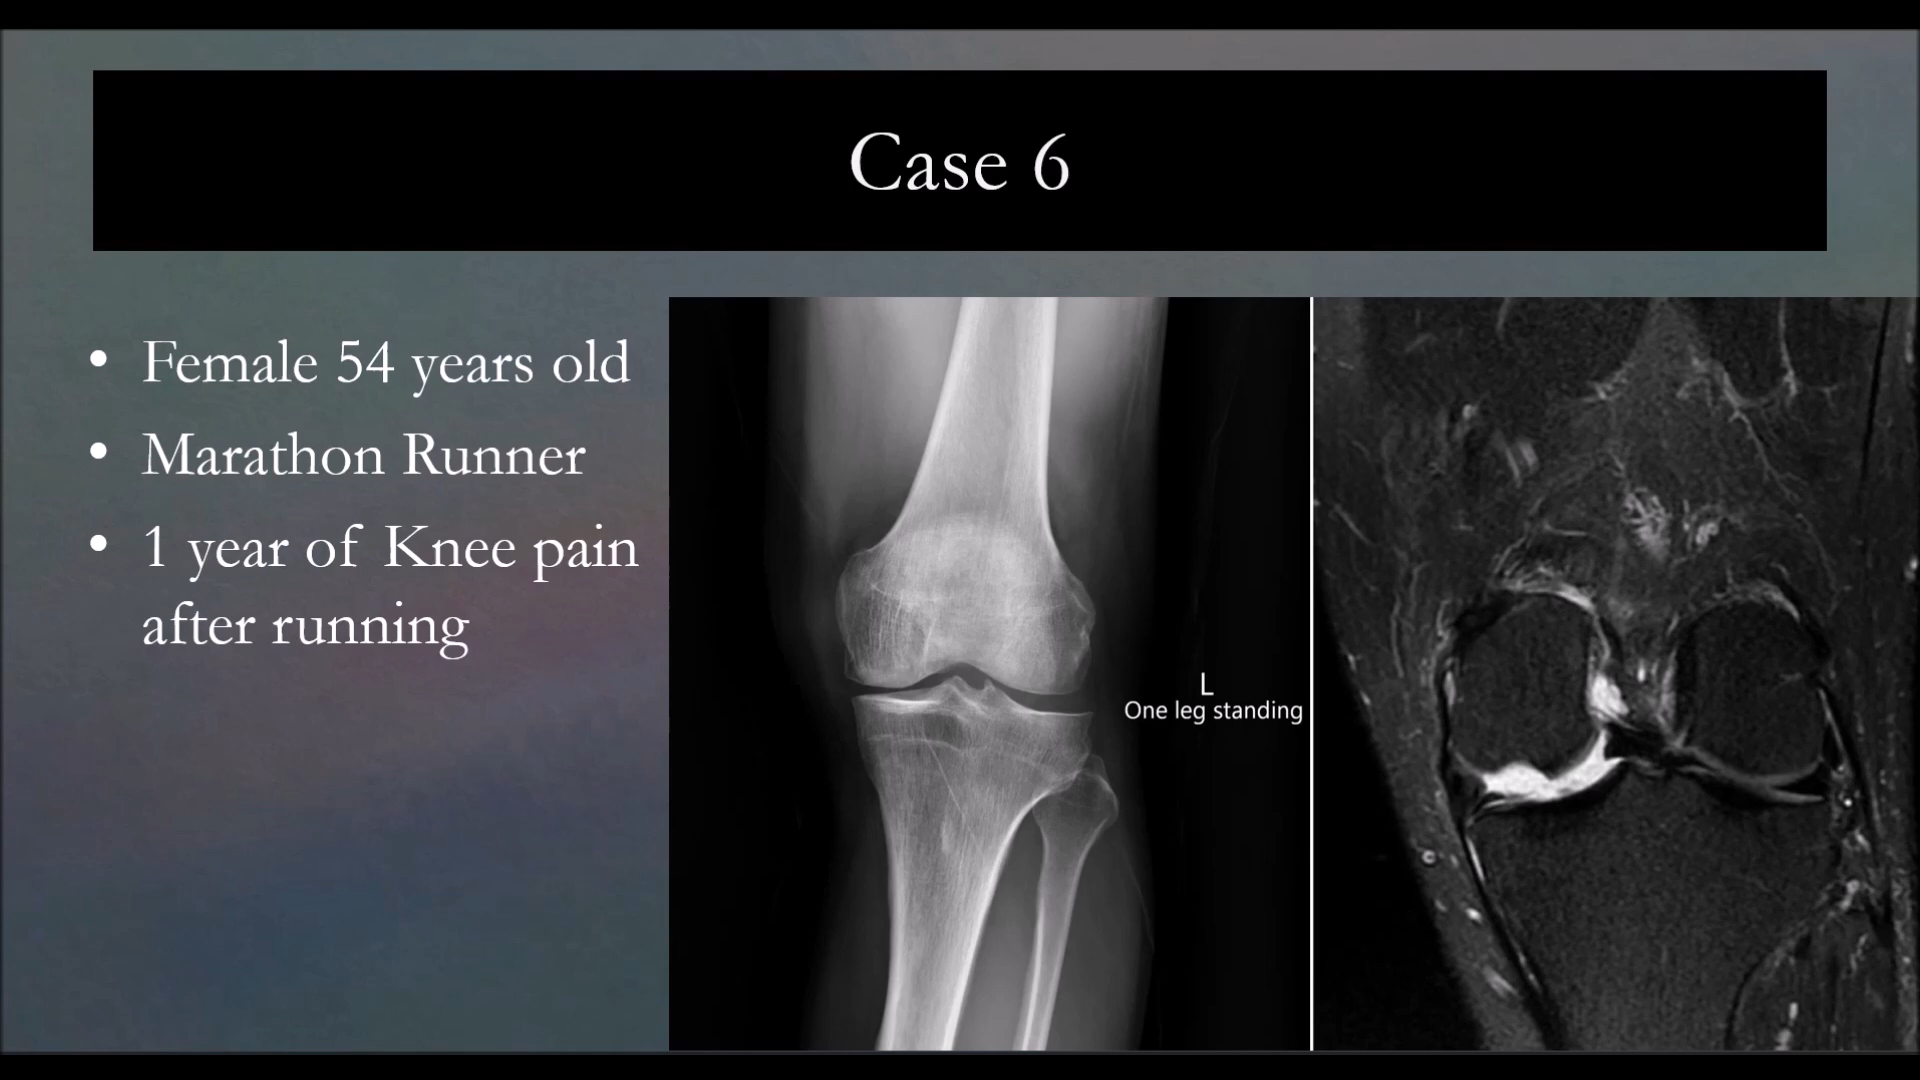 Case 6
• Female 54 years old
• Marathon Runner
• 1 year of Knee pain
after running
L
One leg standing